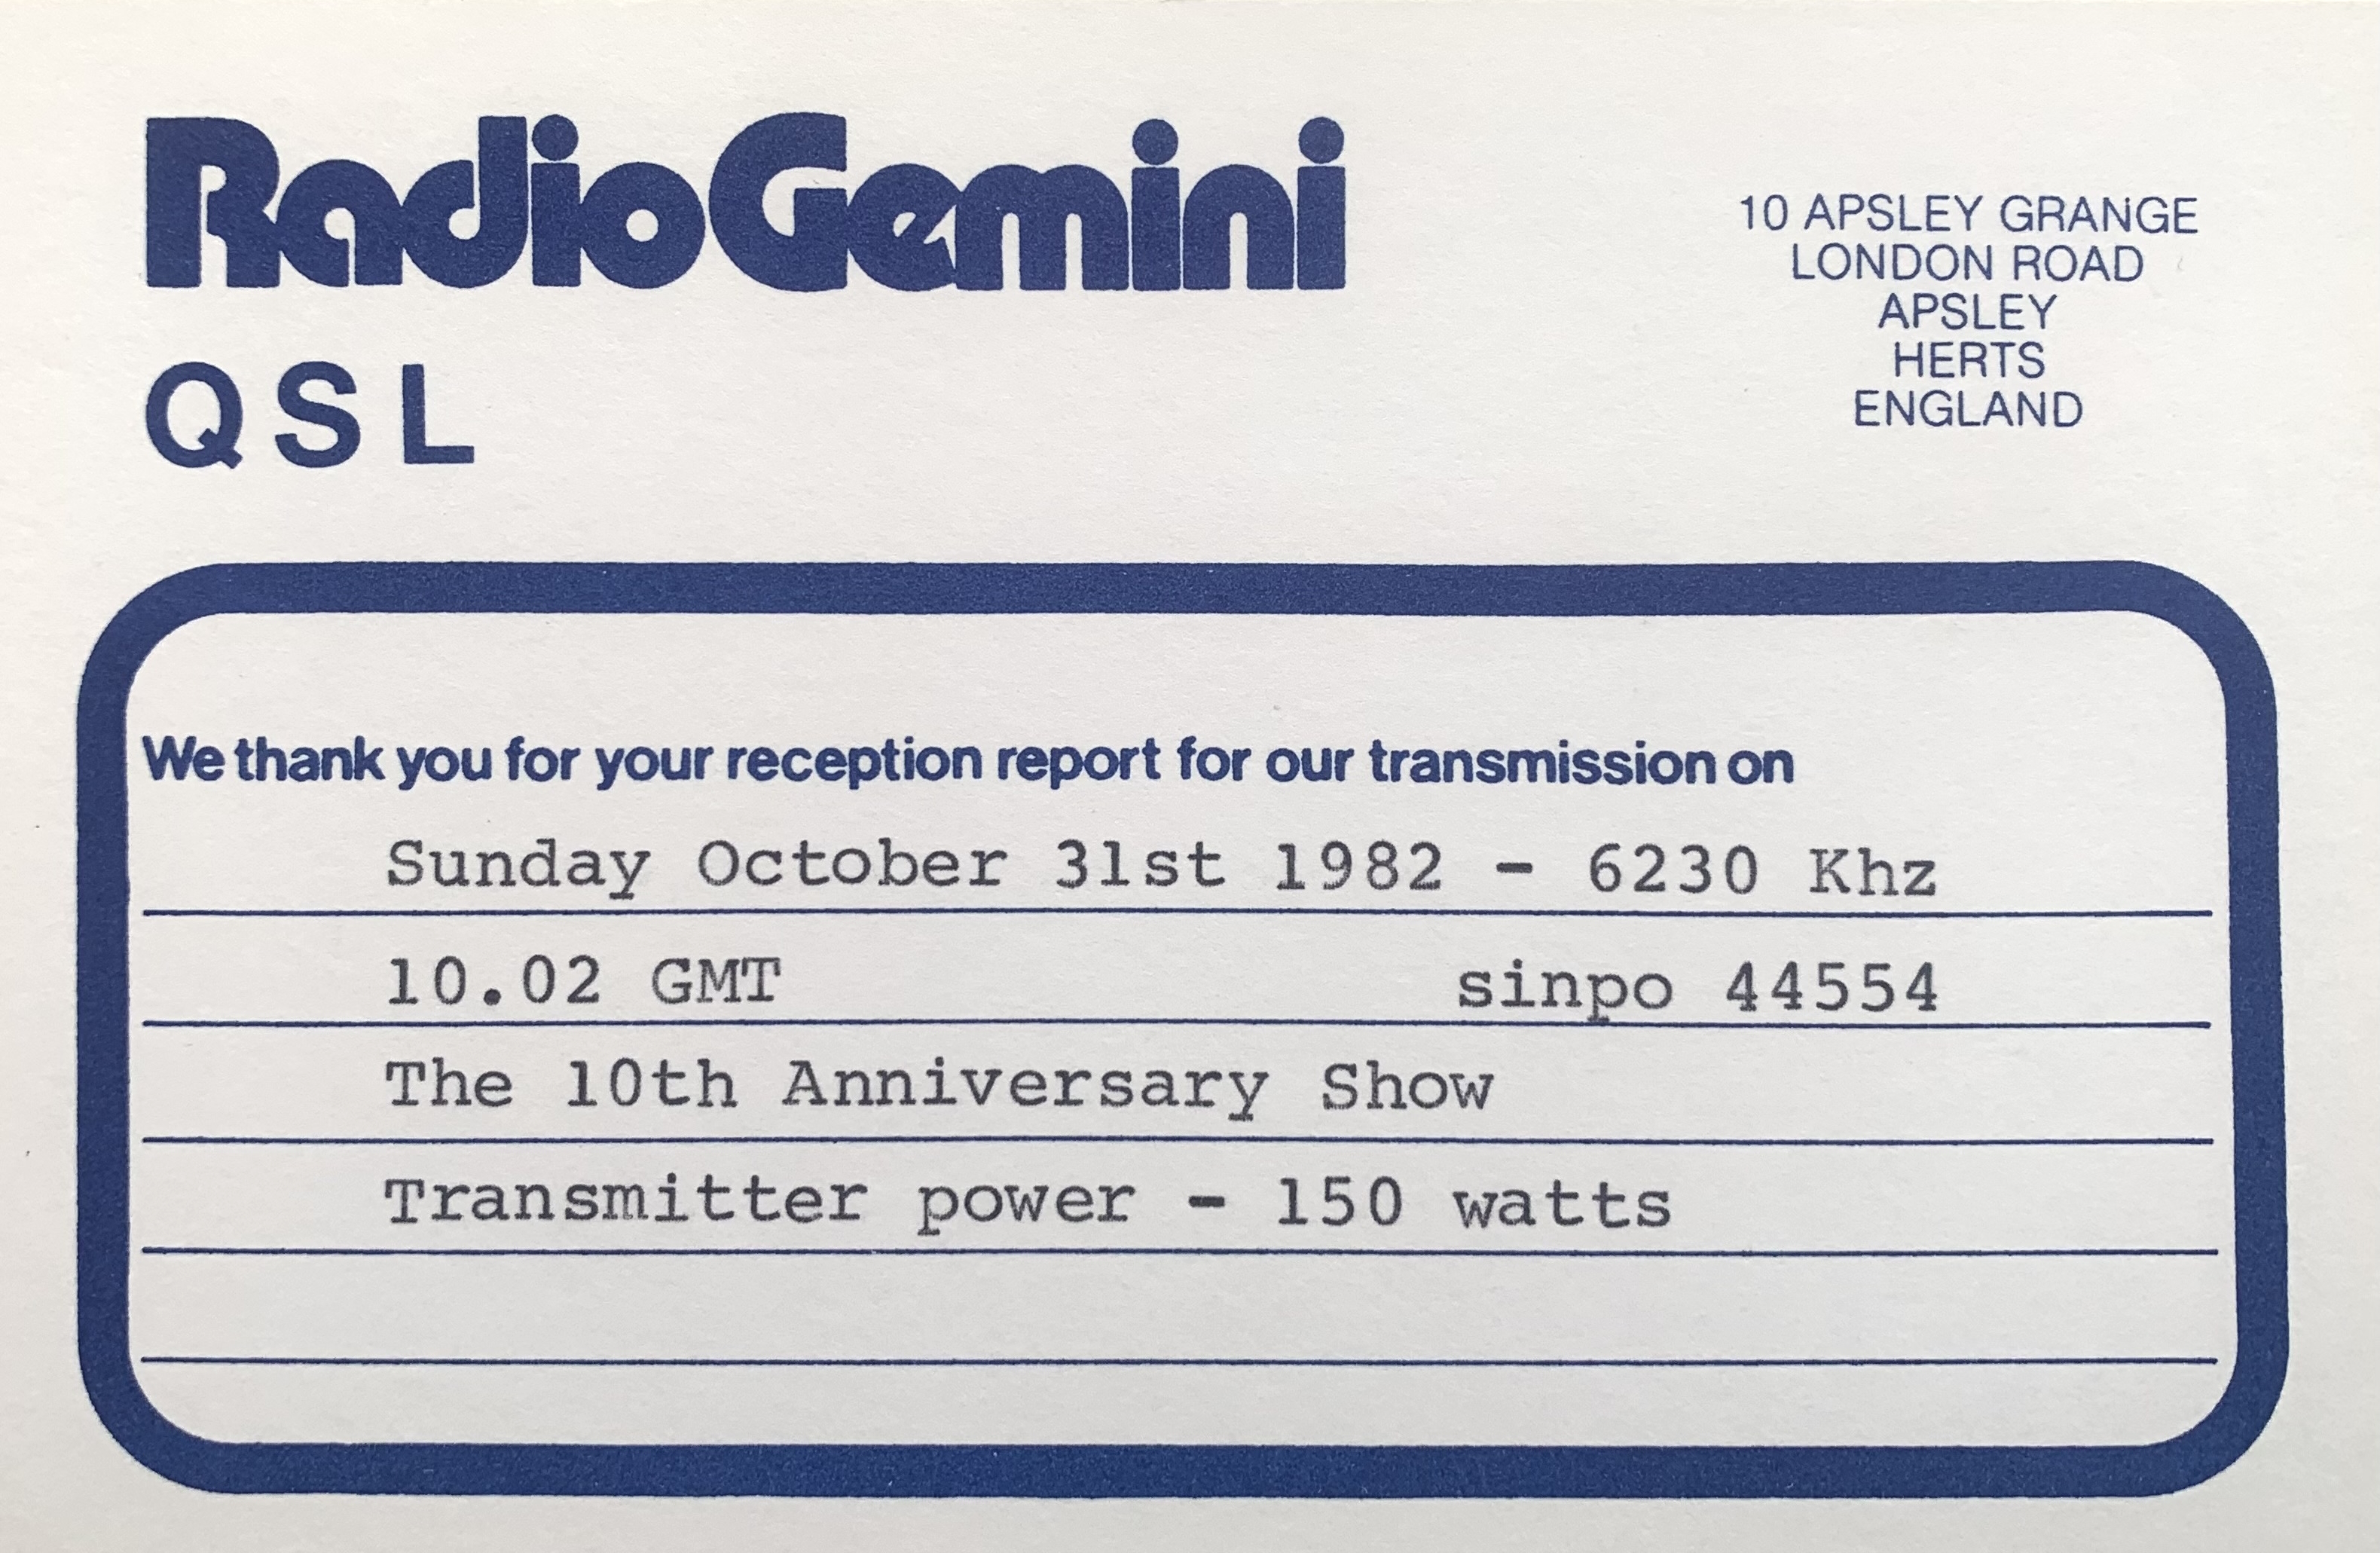 RadioGemini
QSL
10 APSLEY GRANGE
LONDON ROAD
APSLEY
HERTS
ENGLAND
We thank you for your reception report for our transmission on
Sunday October 31st 1982 - 6230 Khz
10.02 GMT sinpo 44554
The 10th Anniversary Show
Transmitter power - 150 watts